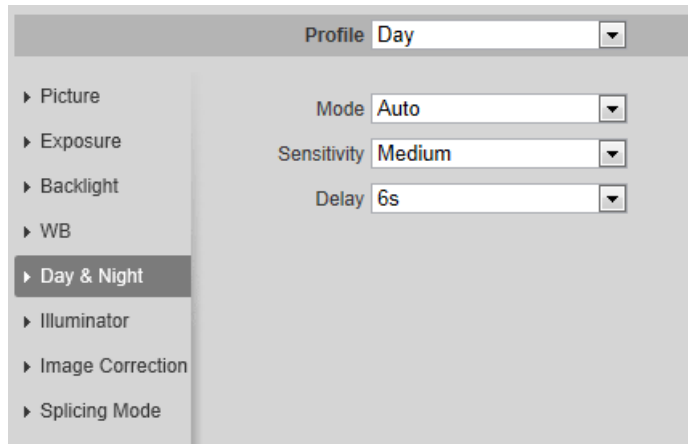 Profile Day
Picture
Mode Auto
Exposure
Sensitivity Medium
Backlight
Delay 6s
WB
Day & Night
Illuminator
Image Correction
Splicing Mode